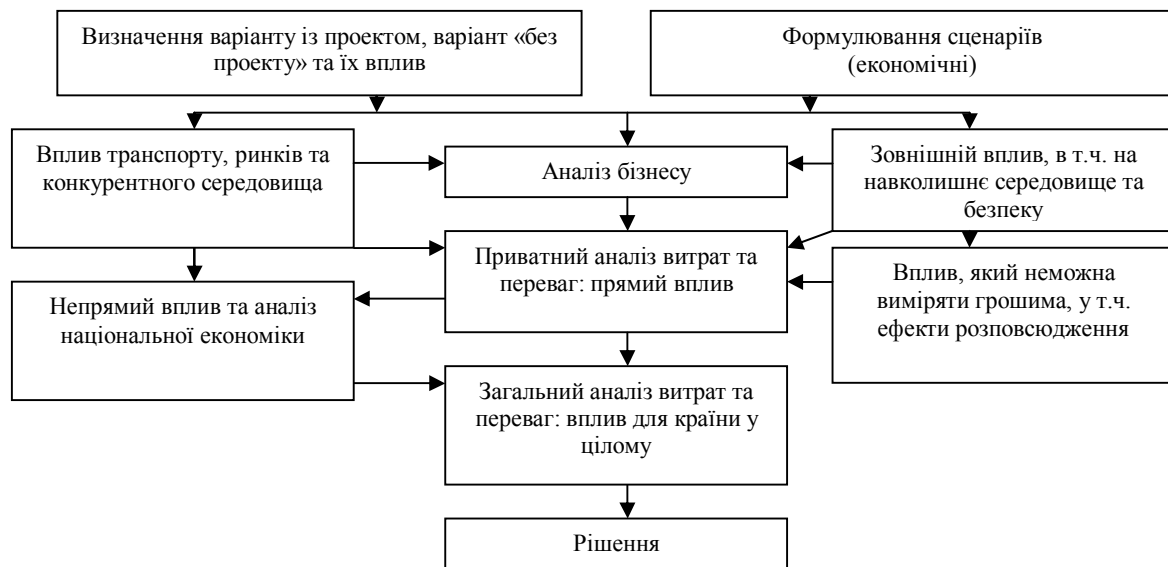 Визначення варіанту із проектом, варіант «без
проекту» та їх вплив
Формулювання сценаріїв
(економічні)
Вплив транспорту, ринків та
конкурентного середовища
Аналіз бізнесу
Зовнішній вплив, в т.ч. на
навколишнє середовище та
безпеку
Приватний аналіз витрат та
переваг: прямий вплив
Непрямий вплив та аналіз
національної економіки
Вплив, який неможна
виміряти грошима, у т.ч.
ефекти розповсюдження
Загальний аналіз витрат та
переваг: вплив для країни у
цілому
Рішення